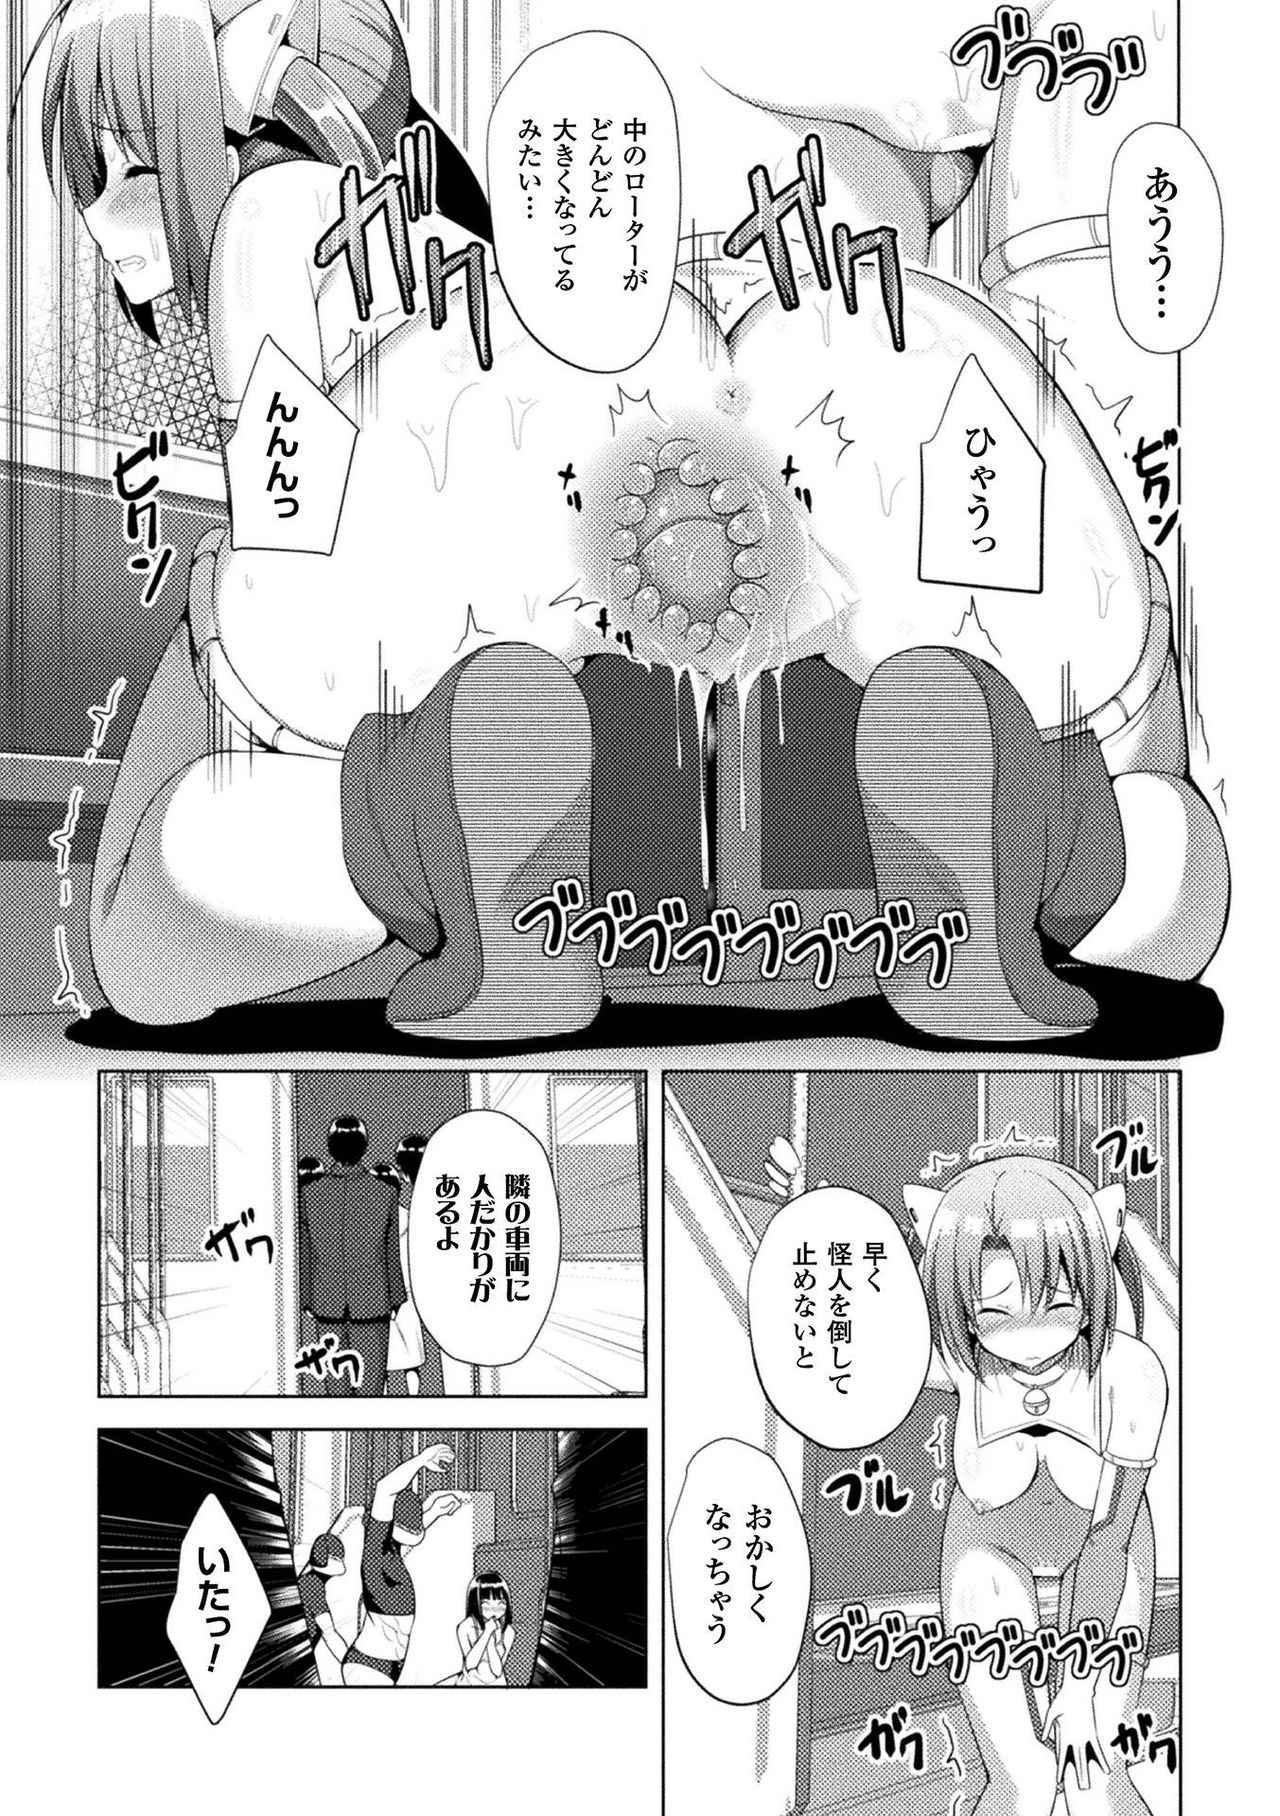 ブブブブ
あうう…
中のローターが
どんどん
大きくなってる
みたい…
ガク
ガク
ひゃうっ
んんんっ
ビクン
ビクン
ブブブブブブブブ
ブル
ブル
早く
怪人を倒して
止めないと
ブル
ブル
おかしく
なっちゃう
ブブブブブブブブ
ガク
ガク
隣の車両に
人だかりが
あるよ
ザワ
ザワ
いたっ！